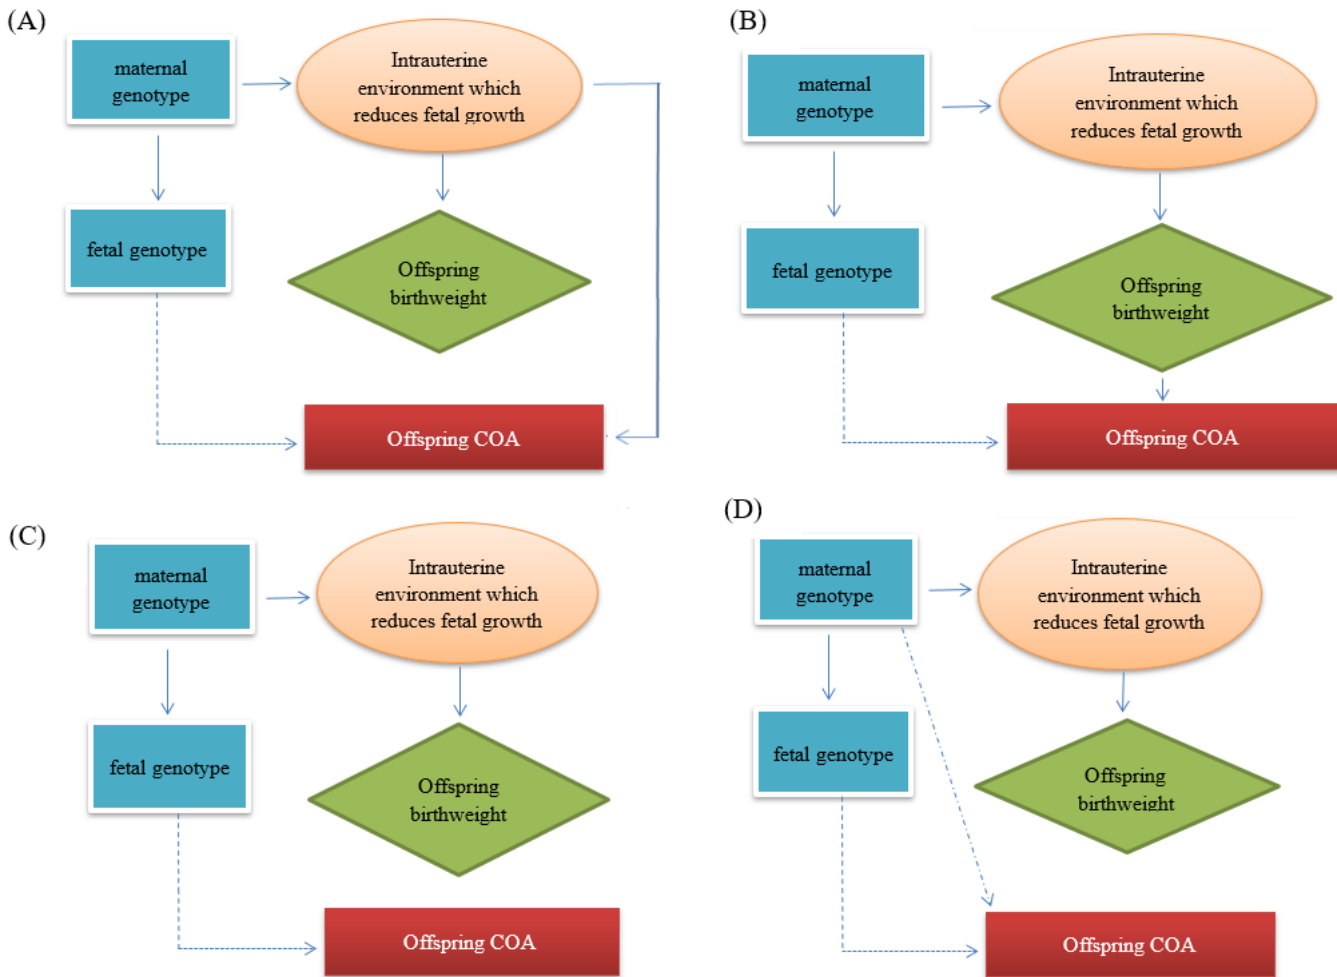 (A)
maternal
genotype
Intrauterine
environment which
reduces fetal growth
fetal genotype
Offspring
birthweight
Offspring COA
(B)
maternal
genotype
Intrauterine
environment which
reduces fetal growth
fetal genotype
Offspring
birthweight
Offspring COA
(C)
maternal
genotype
Intrauterine
environment which
reduces fetal growth
fetal genotype
Offspring
birthweight
Offspring COA
(D)
maternal
genotype
Intrauterine
environment which
reduces fetal growth
fetal genotype
Offspring
birthweight
Offspring COA